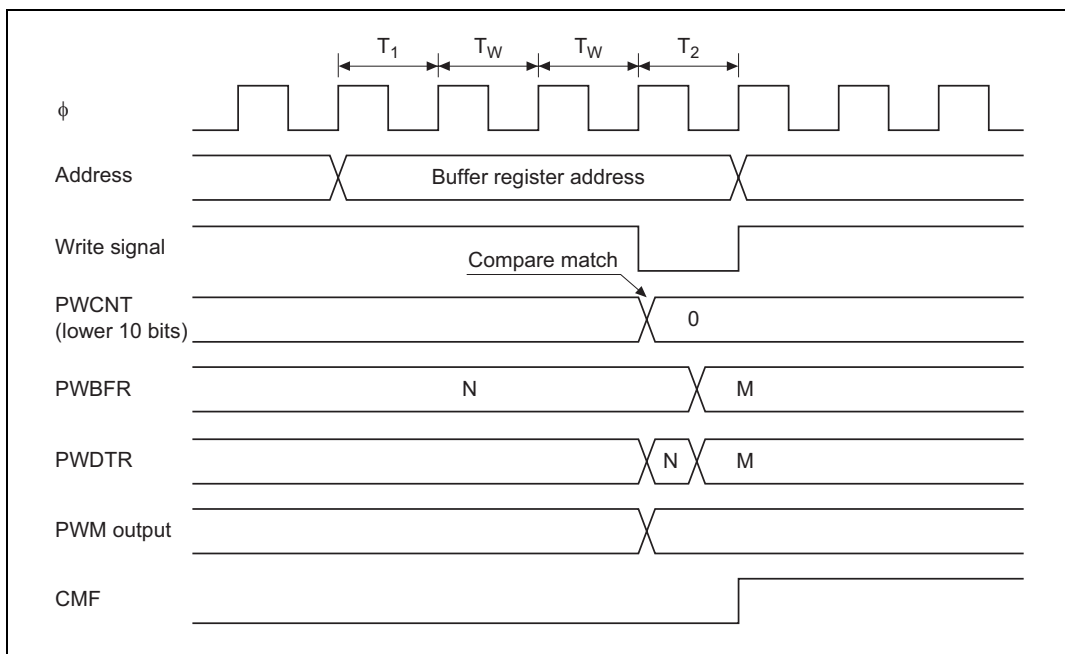 T1 TW TW T2
ϕ
Address
Buffer register address
Write signal
Compare match
PWCNT
(lower 10 bits)
0
PWBFR
N M
PWDTR
N M
PWM output
CMF